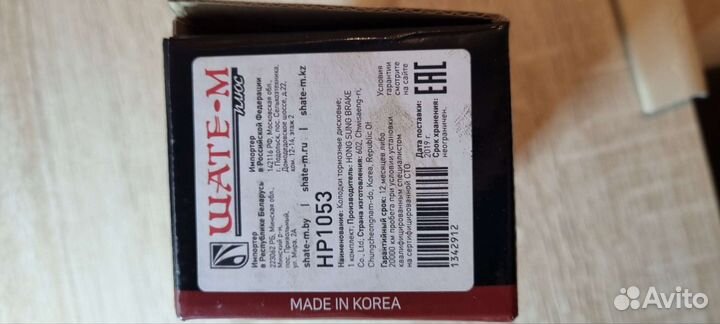 ШАТЕ-М
плюс
Импортер
в Республике Беларусь
223062 РБ, Минская обл.,
Минский р-н,
пос. Привольный,
ул. Мира, 2А
Импортер
в Российской Федерации
142116 РФ, Московская обл.,
г. Подольск, пос. Сельхозтехника,
Домодедовское шоссе, д.22,
ком. 12-14, этаж 2
shate-m.by | shate-m.ru | shate-m.kz
HP1053
Наименование: Колодки тормозные дисковые;
1 комплект; Производитель: HONG SUNG BRAKE
Co., Ltd, Страна изготовления: 602, Chwisaeng-ri,
Chungcheongnam-do, Korea, Republic Of
Гарантийный срок: 12 месяцев либо
20000 км пробега при условии установки
квалифицированным специалистом
на сертифицированной СТО
Условия
гарантии
смотрите
на сайте
EAC
Дата поставки:
2019 г.
Срок хранения:
неограничен.
1342912
MADE IN KOREA
Avito